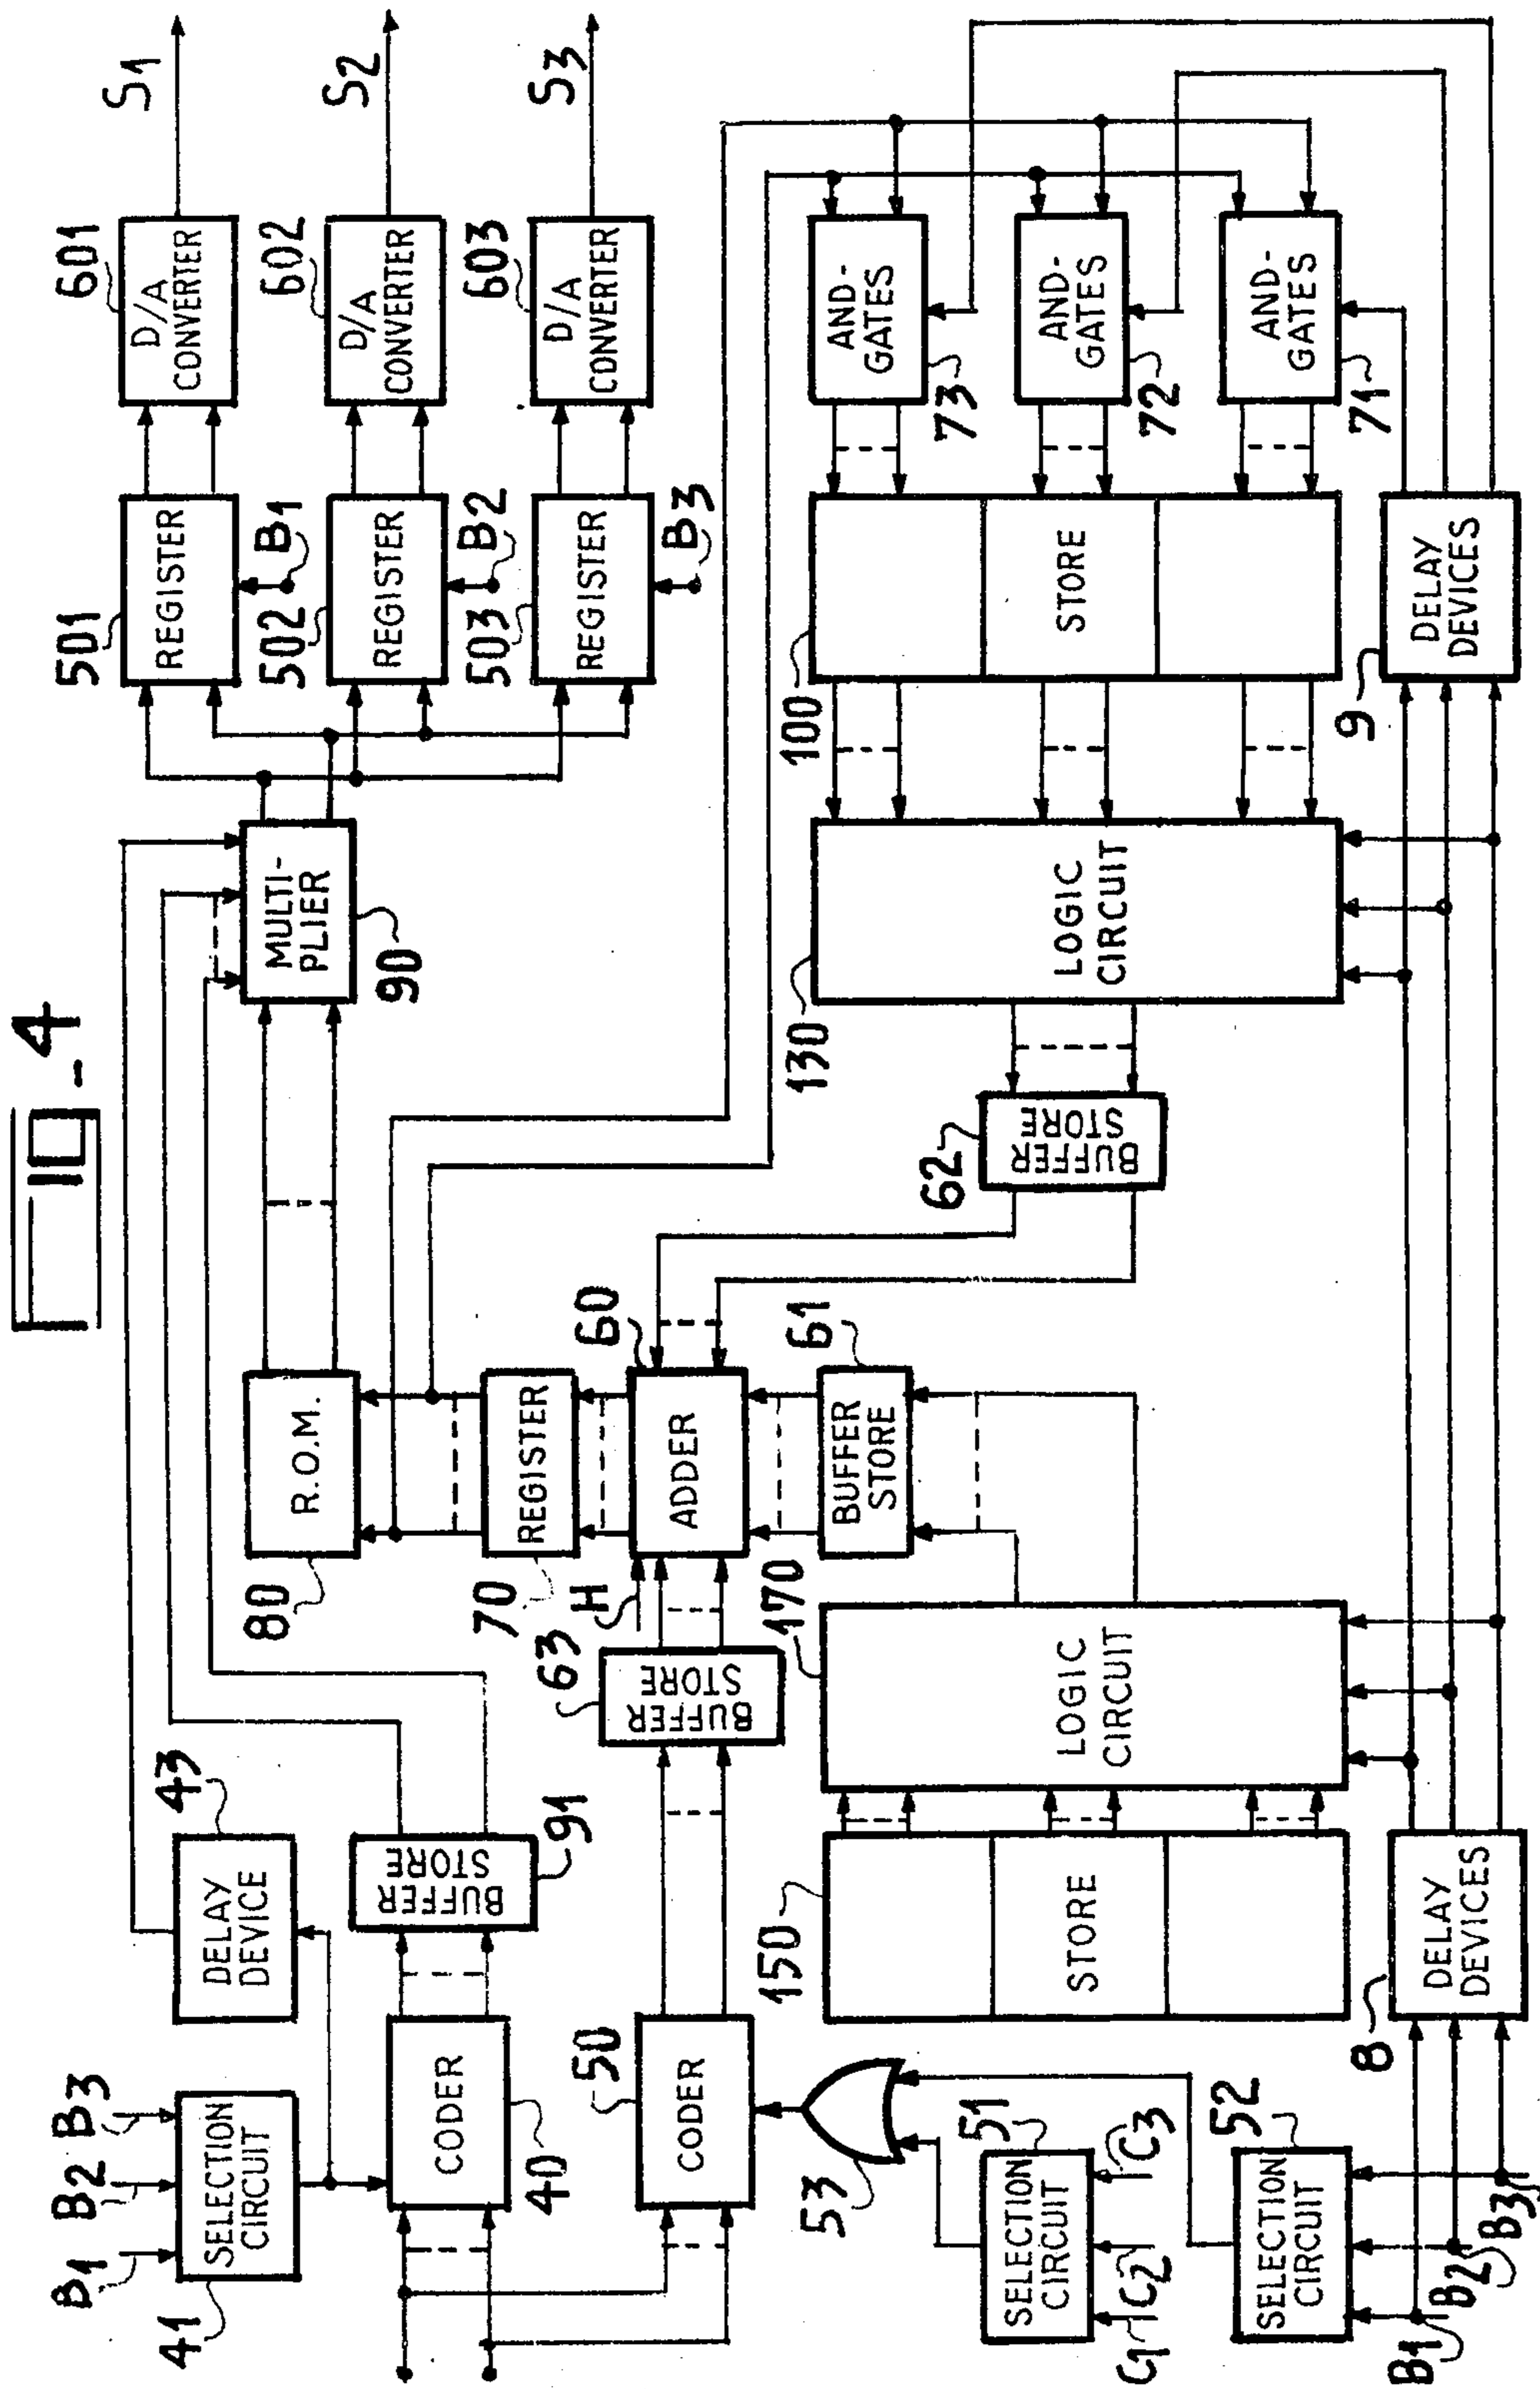 FIG_4
B1
B2
B3
41
SELECTION
CIRCUIT
43
DELAY
DEVICE
40
CODER
91
BUFFER
STORE
80
R.O.M.
90
MULTI-
PLIER
501
REGISTER
B1
601
D/A
CONVERTER
S1
502
REGISTER
B2
602
D/A
CONVERTER
S2
503
REGISTER
B3
603
D/A
CONVERTER
S3
50
CODER
63
BUFFER
STORE
H
70
REGISTER
60
ADDER
61
BUFFER
STORE
62
BUFFER
STORE
53
51
SELECTION
CIRCUIT
C1
C2
C3
52
SELECTION
CIRCUIT
B1
B2
B3
150
STORE
170
LOGIC
CIRCUIT
130
LOGIC
CIRCUIT
100
STORE
AND-
GATES
73
AND-
GATES
72
AND-
GATES
71
8
DELAY
DEVICES
9
DELAY
DEVICES